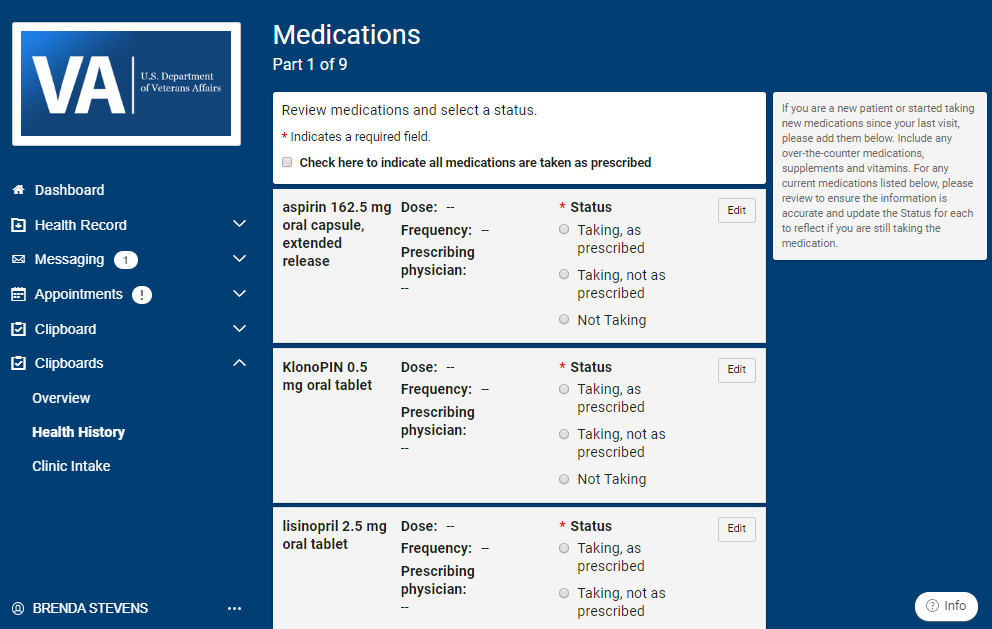 VA
U.S. Department
of Veterans Affairs
Dashboard
Health Record
Messaging 1
Appointments !
Clipboard
Clipboards
Overview
Health History
Clinic Intake
BRENDA STEVENS ...
Medications
Part 1 of 9
Review medications and select a status.
* Indicates a required field.
Check here to indicate all medications are taken as prescribed
aspirin 162.5 mg
oral capsule,
extended
release
Dose: --
Frequency: --
Prescribing
physician:
--
* Status
Taking, as
prescribed
Taking, not as
prescribed
Not Taking
Edit
KlonoPIN 0.5
mg oral tablet
Dose: --
Frequency: --
Prescribing
physician:
--
* Status
Taking, as
prescribed
Taking, not as
prescribed
Not Taking
Edit
lisinopril 2.5 mg
oral tablet
Dose: --
Frequency: --
Prescribing
physician:
--
* Status
Taking, as
prescribed
Taking, not as
prescribed
Edit
If you are a new patient or started taking
new medications since your last visit,
please add them below. Include any
over-the-counter medications,
supplements and vitamins. For any
current medications listed below, please
review to ensure the information is
accurate and update the Status for each
to reflect if you are still taking the
medication.
? Info